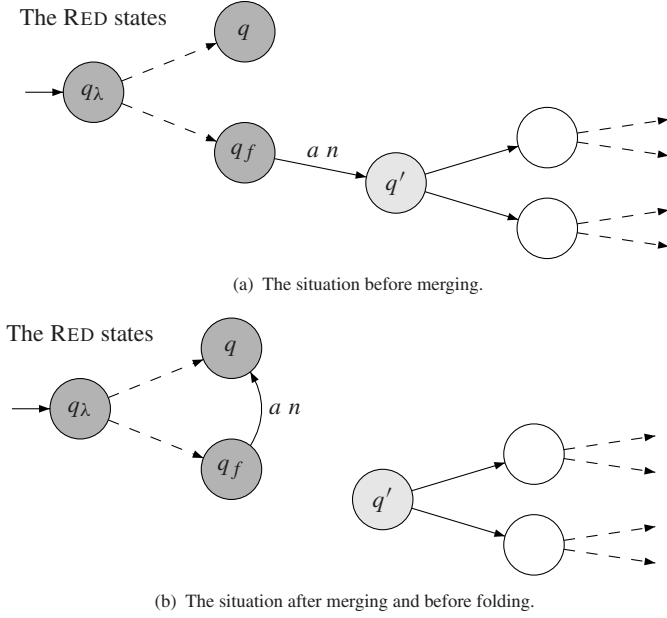 The RED states
q
qλ
qf
a n
q′
(a) The situation before merging.
The RED states
q
qλ
a n
qf
q′
(b) The situation after merging and before folding.